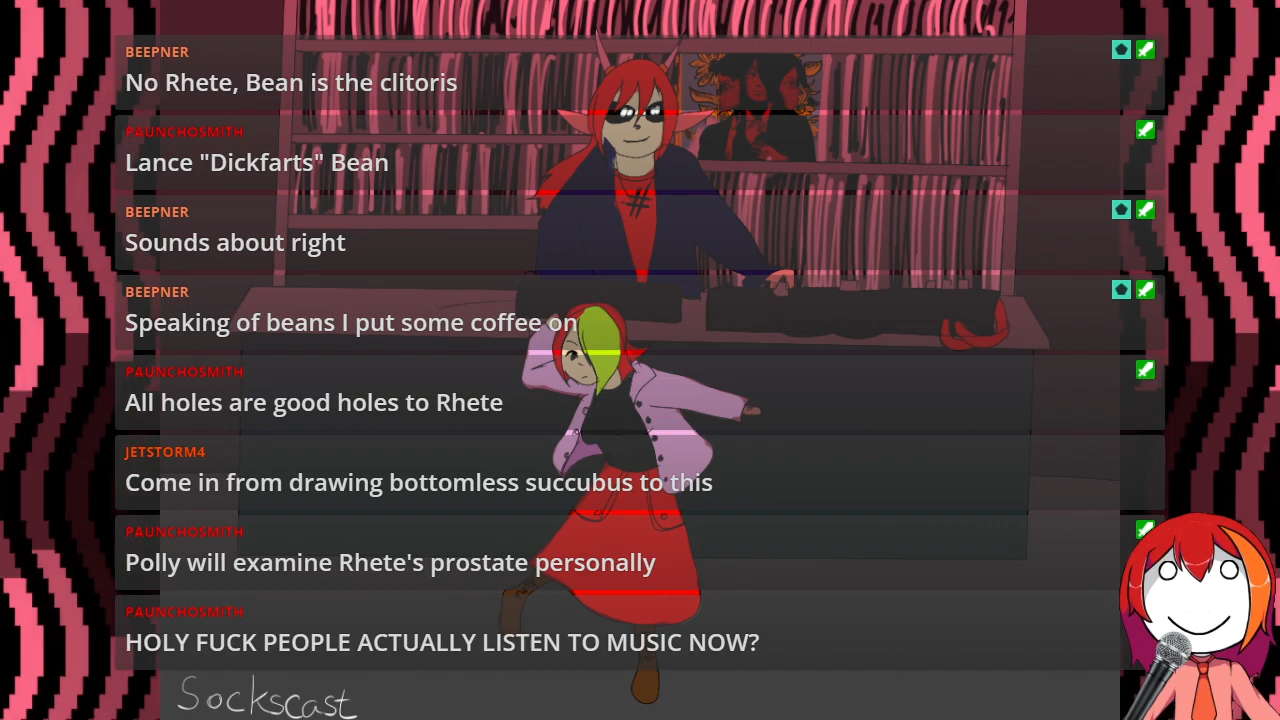 BEEPNER
No Rhete, Bean is the clitoris
PAUNCHOSMITH
Lance "Dickfarts" Bean
BEEPNER
Sounds about right
BEEPNER
Speaking of beans I put some coffee on
PAUNCHOSMITH
All holes are good holes to Rhete
JETSTORM4
Come in from drawing bottomless succubus to this
PAUNCHOSMITH
Polly will examine Rhete's prostate personally
PAUNCHOSMITH
HOLY FUCK PEOPLE ACTUALLY LISTEN TO MUSIC NOW?
Sockscast